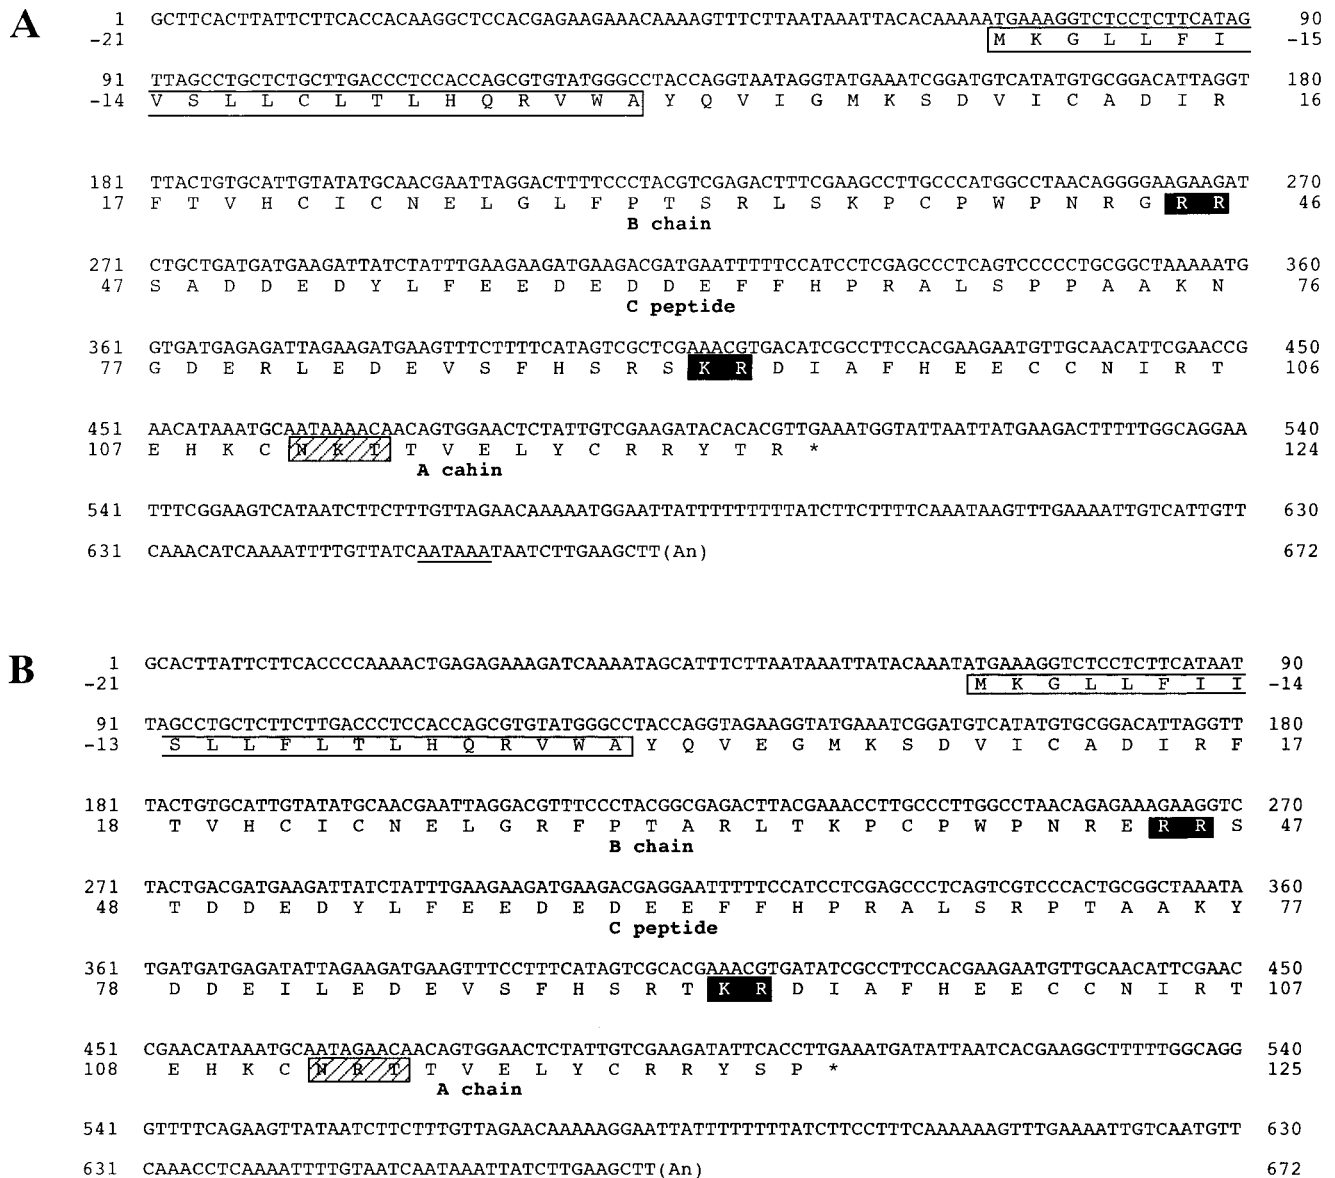 A
1 GCTTCACTTATTCTTCACCACAAGGCTCCACGAGAAGAAACAAAAGTTTCTTAATAAATTACACAAAAATGAAAGGTCTCCTCTTCATAG 90
-21 M K G L L F I -15
91 TTAGCCTGCTCTGCTTGACCCTCCACCAGCGTGTATGGGCCTACCAGGTAATAGGTATGAAATCGGATGTCATATGTGCGGACATTAGGT 180
-14 V S L L C L T L H Q R V W A Y Q V I G M K S D V I C A D I R 16
181 TTACTGTGCATTGTATATGCAACGAATTAGGACTTTTCCCTACGTCGAGACTTTCGAAGCCTTGCCCATGGCCTAACAGGGGAAGAAGAT 270
17 F T V H C I C N E L G L F P T S R L S K P C P W P N R G R R 46
B chain
271 CTGCTGATGATGAAGATTATCTATTTGAAGAAGATGAAGACGATGAATTTTTCCATCCTCGAGCCCTCAGTCCCCCTGCGGCTAAAAATG 360
47 S A D D E D Y L F E E D E D D E F F H P R A L S P P A A K N 76
C peptide
361 GTGATGAGAGATTAGAAGATGAAGTTTCTTTTCATAGTCGCTCGAAACGTGACATCGCCTTCCACGAAGAATGTTGCAACATTCGAACCG 450
77 G D E R L E D E V S F H S R S K R D I A F H E E C C N I R T 106
451 AACATAAATGCAATAAAACAACAGTGGAACTCTATTGTCGAAGATACACACGTTGAAATGGTATTAATTATGAAGACTTTTTGGCAGGAA 540
107 E H K C N K T T V E L Y C R R Y T R * 124
A cahin
541 TTTCGGAAGTCATAATCTTCTTTGTTAGAACAAAAATGGAATTATTTTTTTTTATCTTCTTTTCAAATAAGTTTGAAAATTGTCATTGTT 630
631 CAAACATCAAAATTTTGTTATCAATAAATAATCTTGAAGCTT(An) 672
B
1 GCACTTATTCTTCACCCCAAAACTGAGAGAAAGATCAAAATAGCATTTCTTAATAAATTATACAAATATGAAAGGTCTCCTCTTCATAAT 90
-21 M K G L L F I I -14
91 TAGCCTGCTCTTCTTGACCCTCCACCAGCGTGTATGGGCCTACCAGGTAGAAGGTATGAAATCGGATGTCATATGTGCGGACATTAGGTT 180
-13 S L L F L T L H Q R V W A Y Q V E G M K S D V I C A D I R F 17
181 TACTGTGCATTGTATATGCAACGAATTAGGACGTTTCCCTACGGCGAGACTTACGAAACCTTGCCCTTGGCCTAACAGAGAAAGAAGGTC 270
18 T V H C I C N E L G R F P T A R L T K P C P W P N R E R R S 47
B chain
271 TACTGACGATGAAGATTATCTATTTGAAGAAGATGAAGACGAGGAATTTTTCCATCCTCGAGCCCTCAGTCGTCCCACTGCGGCTAAATA 360
48 T D D E D Y L F E E D E D E E F F H P R A L S R P T A A K Y 77
C peptide
361 TGATGATGAGATATTAGAAGATGAAGTTTCCTTTCATAGTCGCACGAAACGTGATATCGCCTTCCACGAAGAATGTTGCAACATTCGAAC 450
78 D D E I L E D E V S F H S R T K R D I A F H E E C C N I R T 107
451 CGAACATAAATGCAATAGAACAACAGTGGAACTCTATTGTCGAAGATATTCACCTTGAAATGATATTAATCACGAAGGCTTTTTGGCAGG 540
108 E H K C N R T T V E L Y C R R Y S P * 125
A chain
541 GTTTTCAGAAGTTATAATCTTCTTTGTTAGAACAAAAAGGAATTATTTTTTTTATCTTCCTTTCAAAAAAGTTTGAAAATTGTCAATGTT 630
631 CAAACCTCAAAATTTTGTAATCAATAAATTATCTTGAAGCTT(An) 672